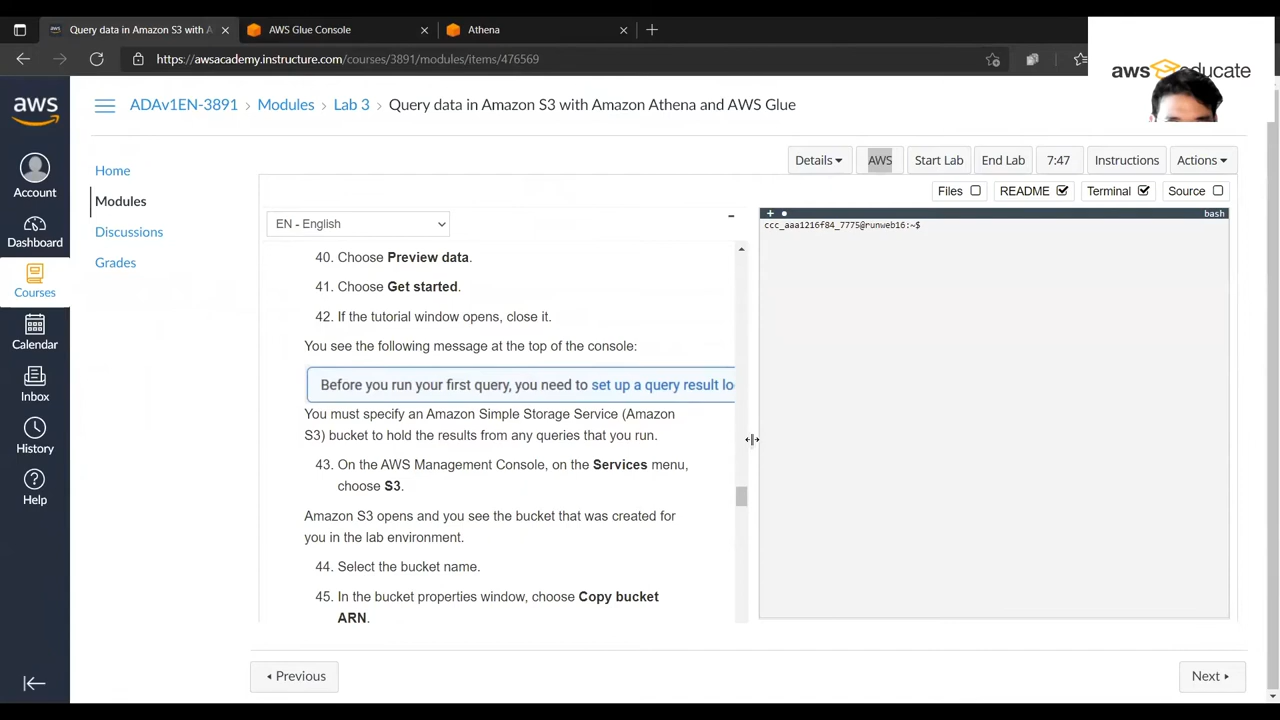 Query data in Amazon S3 with A
AWS Glue Console
Athena
https://awsacademy.instructure.com/courses/3891/modules/items/476569
aws educate
aws
ADAv1EN-3891 > Modules > Lab 3 > Query data in Amazon S3 with Amazon Athena and AWS Glue
Account
Dashboard
Courses
Calendar
Inbox
History
Help
Home
Modules
Discussions
Grades
Details AWS Start Lab End Lab 7:47 Instructions Actions
Files README Terminal Source
EN - English
40. Choose Preview data.
41. Choose Get started.
42. If the tutorial window opens, close it.
You see the following message at the top of the console:
Before you run your first query, you need to set up a query result lo
You must specify an Amazon Simple Storage Service (Amazon
S3) bucket to hold the results from any queries that you run.
43. On the AWS Management Console, on the Services menu,
choose S3.
Amazon S3 opens and you see the bucket that was created for
you in the lab environment.
44. Select the bucket name.
45. In the bucket properties window, choose Copy bucket
ARN.
bash
ccc_aaa1216f84_7775@runweb16:~$
Previous
Next